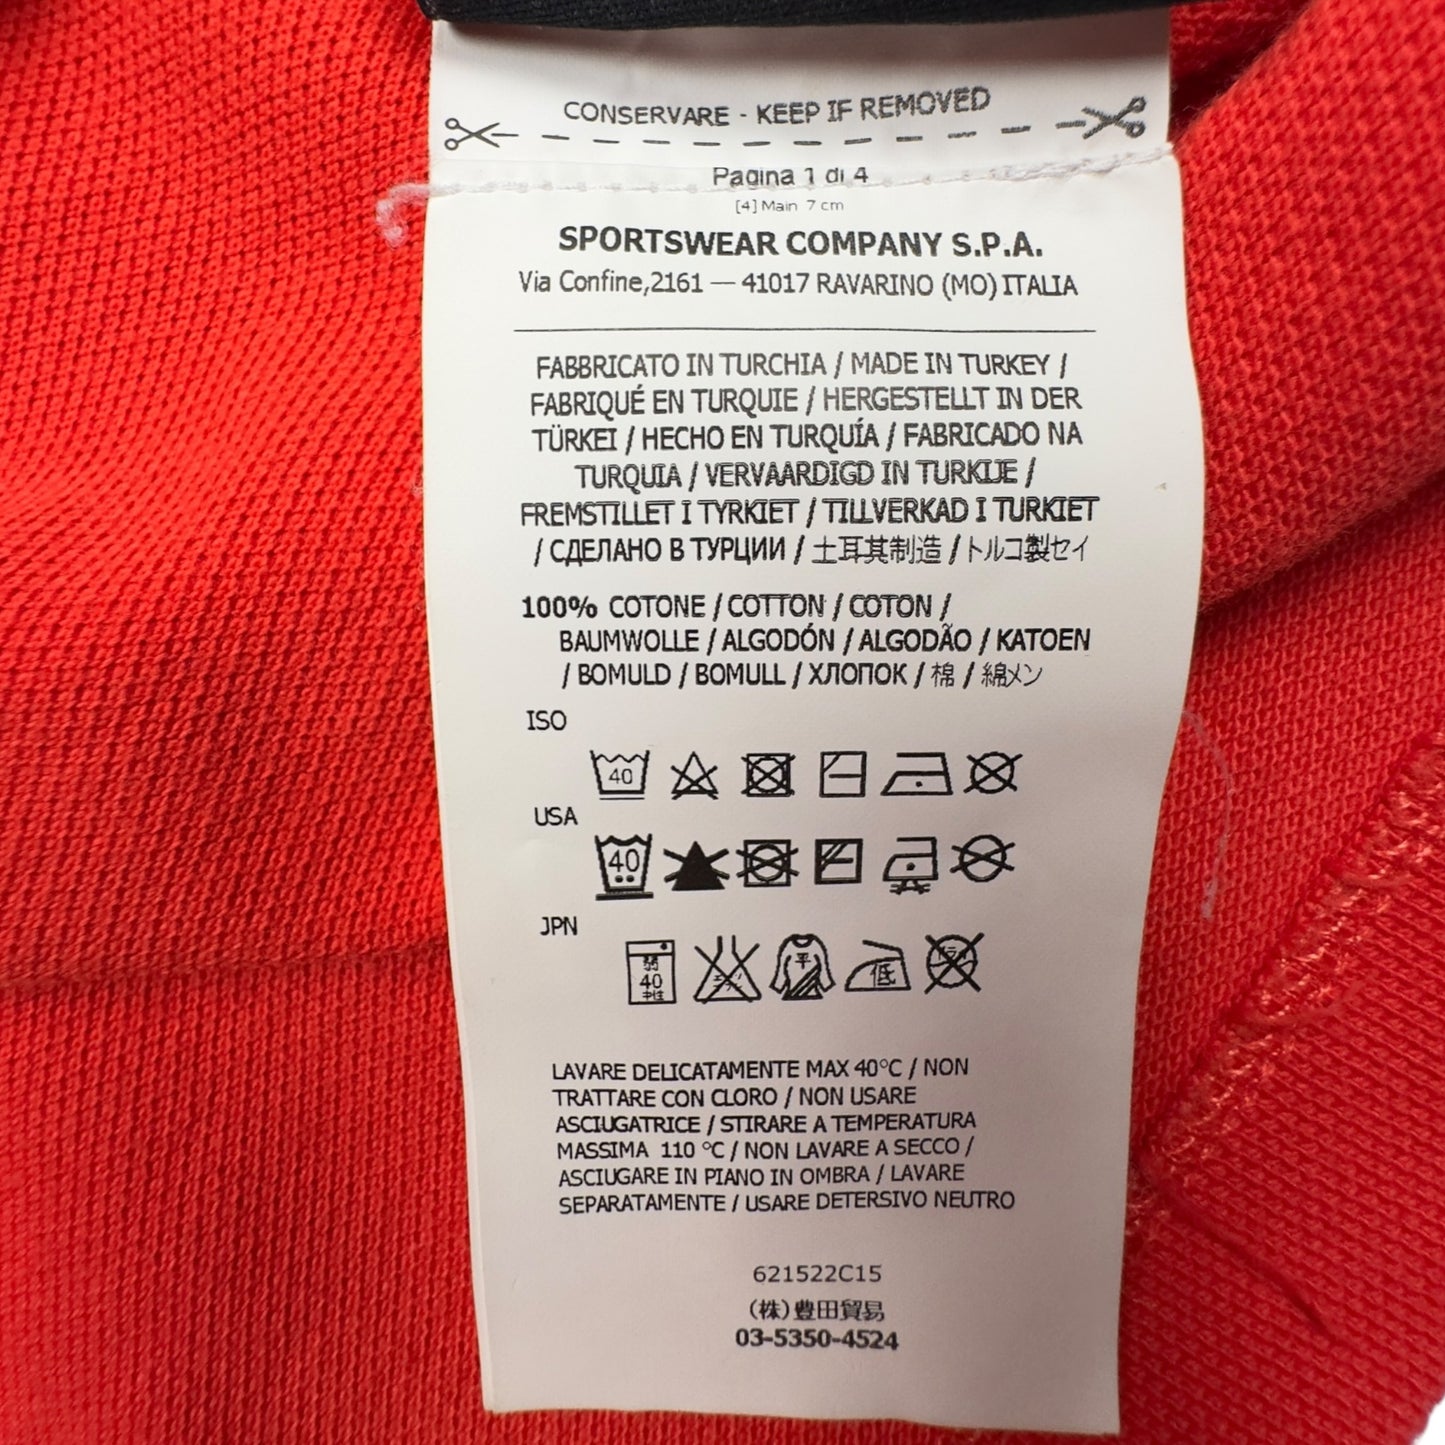 CONSERVARE - KEEP IF REMOVED
Pagina 1 di 4
[4] Main 7 cm
SPORTSWEAR COMPANY S.P.A.
Via Confine,2161 — 41017 RAVARINO (MO) ITALIA
FABBRICATO IN TURCHIA / MADE IN TURKEY /
FABRIQUÉ EN TURQUIE / HERGESTELLT IN DER
TÜRKEI / HECHO EN TURQUÍA / FABRICADO NA
TURQUIA / VERVAARDIGD IN TURKIJE /
FREMSTILLET I TYRKIET / TILLVERKAD I TURKIET
/ СДЕЛАНО В ТУРЦИИ / 土耳其制造 / トルコ製セイ
100% COTONE / COTTON / COTON /
BAUMWOLLE / ALGODÓN / ALGODÃO / KATOEN
/ BOMULD / BOMULL / ХЛОПОК / 棉 / 綿メン
ISO
40
USA
40
JPN
弱 40 中性 平 低
LAVARE DELICATAMENTE MAX 40°C / NON
TRATTARE CON CLORO / NON USARE
ASCIUGATRICE / STIRARE A TEMPERATURA
MASSIMA 110 °C / NON LAVARE A SECCO /
ASCIUGARE IN PIANO IN OMBRA / LAVARE
SEPARATAMENTE / USARE DETERSIVO NEUTRO
621522C15
(株)豊田貿易
03-5350-4524